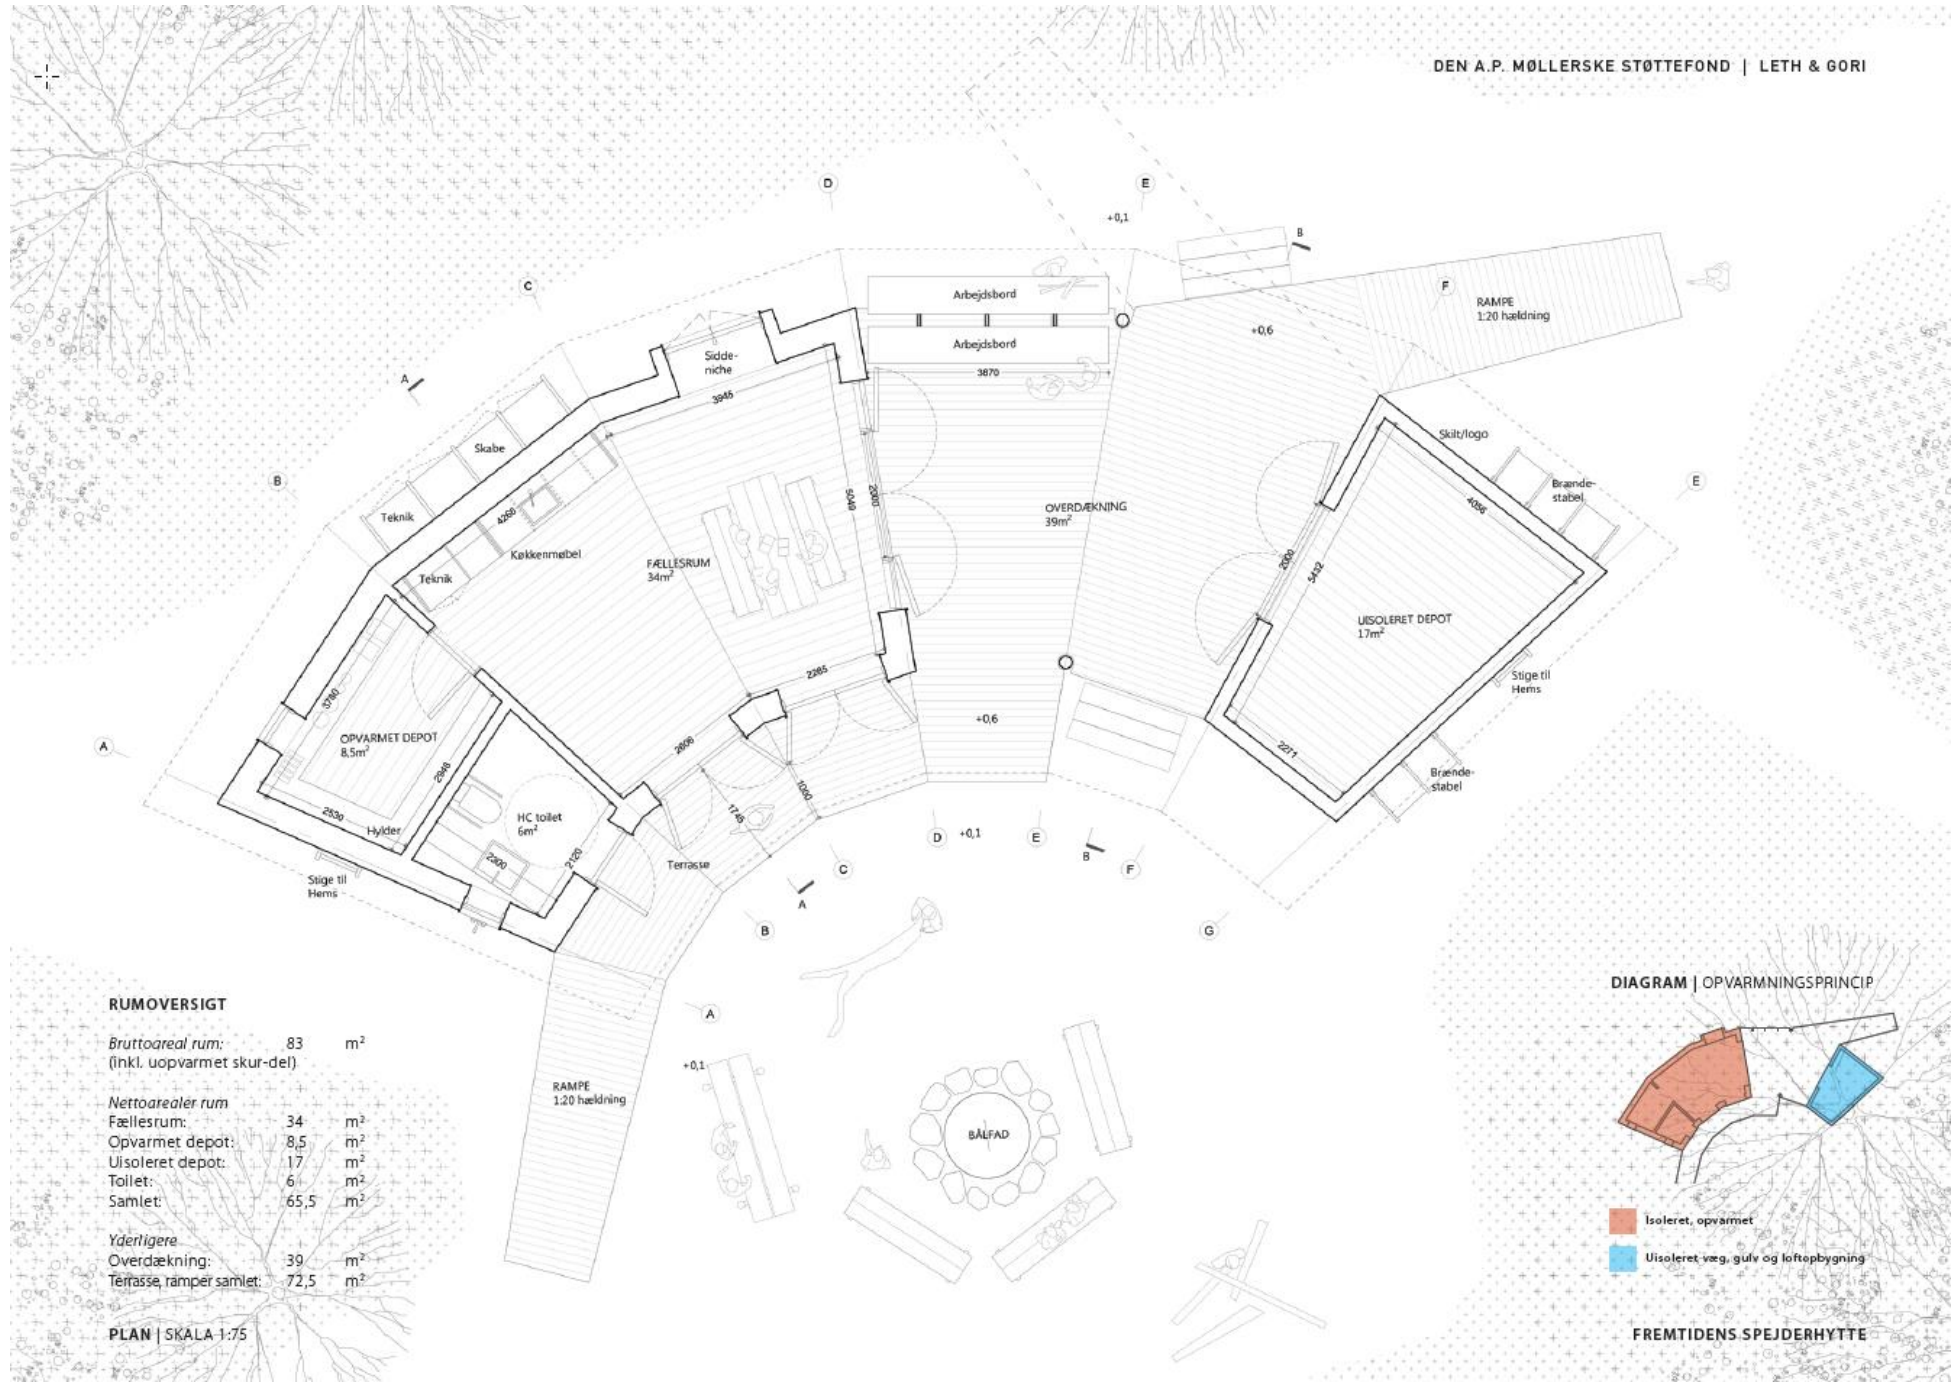 DEN A.P. MØLLERSKE STØTTEFOND | LETH & GORI
D
E
+0,1
B
C
F
RAMPE
1:20 hældning
Arbejdsbord
+0,6
Arbejdsbord
Sidde-
niche
A
3870
3945
Skilt/logo
Skabe
B
Brænde-
stabel
E
4056
Teknik
4266
5049
2000
OVERDÆKNING
39m²
Køkkenmøbel
FÆLLESRUM
34m²
Teknik
2000
5432
UISOLERET DEPOT
17m²
2265
Stige til
Hems
3780
+0,6
OPVARMET DEPOT
8,5m²
A
2606
2271
2948
Brænde-
stabel
1000
1745
2530
Hylder
HC toilet
6m²
2300
2120
Terrasse
D
+0,1
E
B
F
C
Stige til
Hems
A
B
G
A
RUMOVERSIGT
Bruttoareal rum: 83 m²
(inkl. uopvarmet skur-del)
Nettoarealer rum
Fællesrum: 34 m²
Opvarmet depot: 8,5 m²
Uisoleret depot: 17 m²
Toilet: 6 m²
Samlet: 65,5 m²
Yderligere
Overdækning: 39 m²
Terrasse, ramper samlet: 72,5 m²
PLAN | SKALA 1:75
+0,1
RAMPE
1:20 hældning
BÅLFAD
DIAGRAM | OPVARMNINGSPRINCIP
Isoleret, opvarmet
Uisoleret væg, gulv og loftopbygning
FREMTIDENS SPEJDERHYTTE